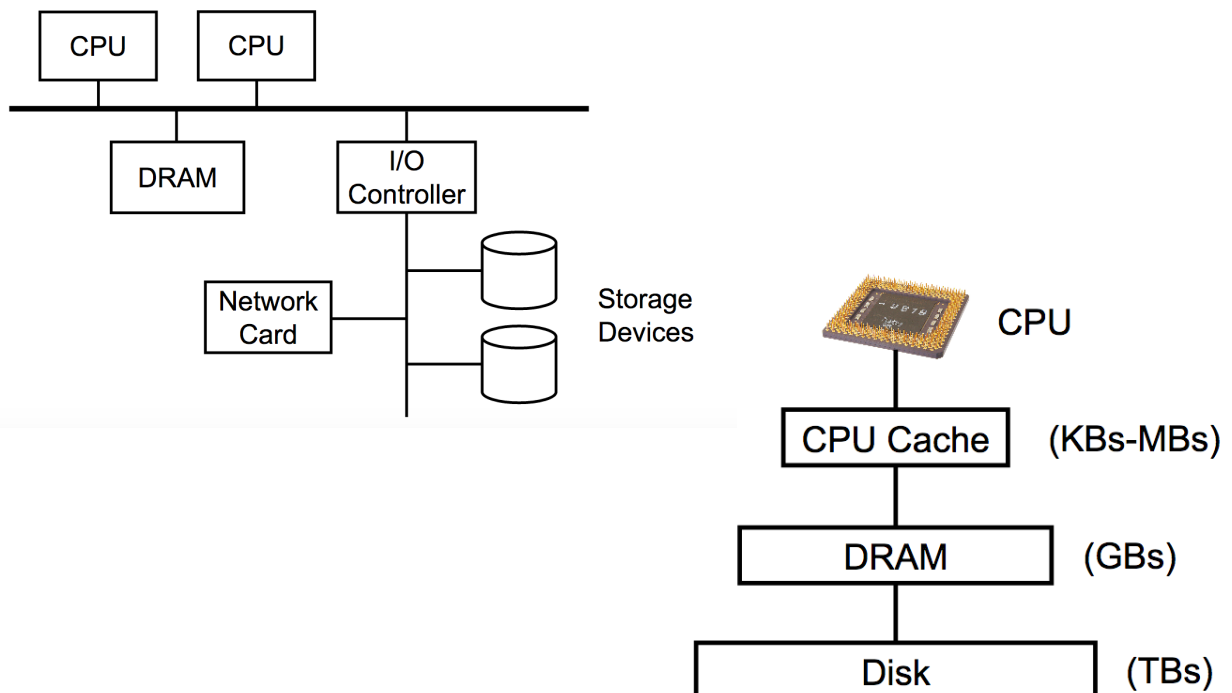 CPU
CPU
DRAM
I/O
Controller
Network
Card
Storage
Devices
CPU
CPU Cache
(KBs-MBs)
DRAM
(GBs)
Disk
(TBs)